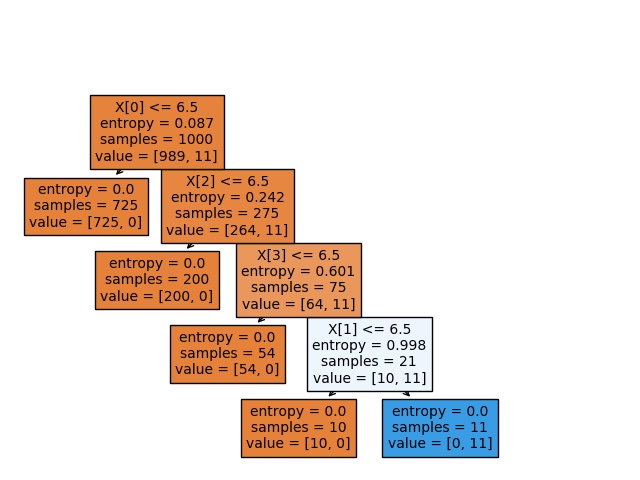 X[0] <= 6.5
entropy = 0.087
samples = 1000
value = [989, 11]
entropy = 0.0
samples = 725
value = [725, 0]
X[2] <= 6.5
entropy = 0.242
samples = 275
value = [264, 11]
entropy = 0.0
samples = 200
value = [200, 0]
X[3] <= 6.5
entropy = 0.601
samples = 75
value = [64, 11]
entropy = 0.0
samples = 54
value = [54, 0]
X[1] <= 6.5
entropy = 0.998
samples = 21
value = [10, 11]
entropy = 0.0
samples = 10
value = [10, 0]
entropy = 0.0
samples = 11
value = [0, 11]